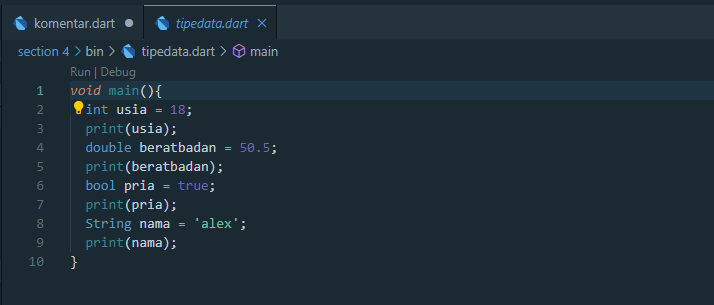 komentar.dart
tipedata.dart
section 4 > bin > tipedata.dart > main
Run | Debug
1 void main(){
2 int usia = 18;
3 print(usia);
4 double beratbadan = 50.5;
5 print(beratbadan);
6 bool pria = true;
7 print(pria);
8 String nama = 'alex';
9 print(nama);
10 }